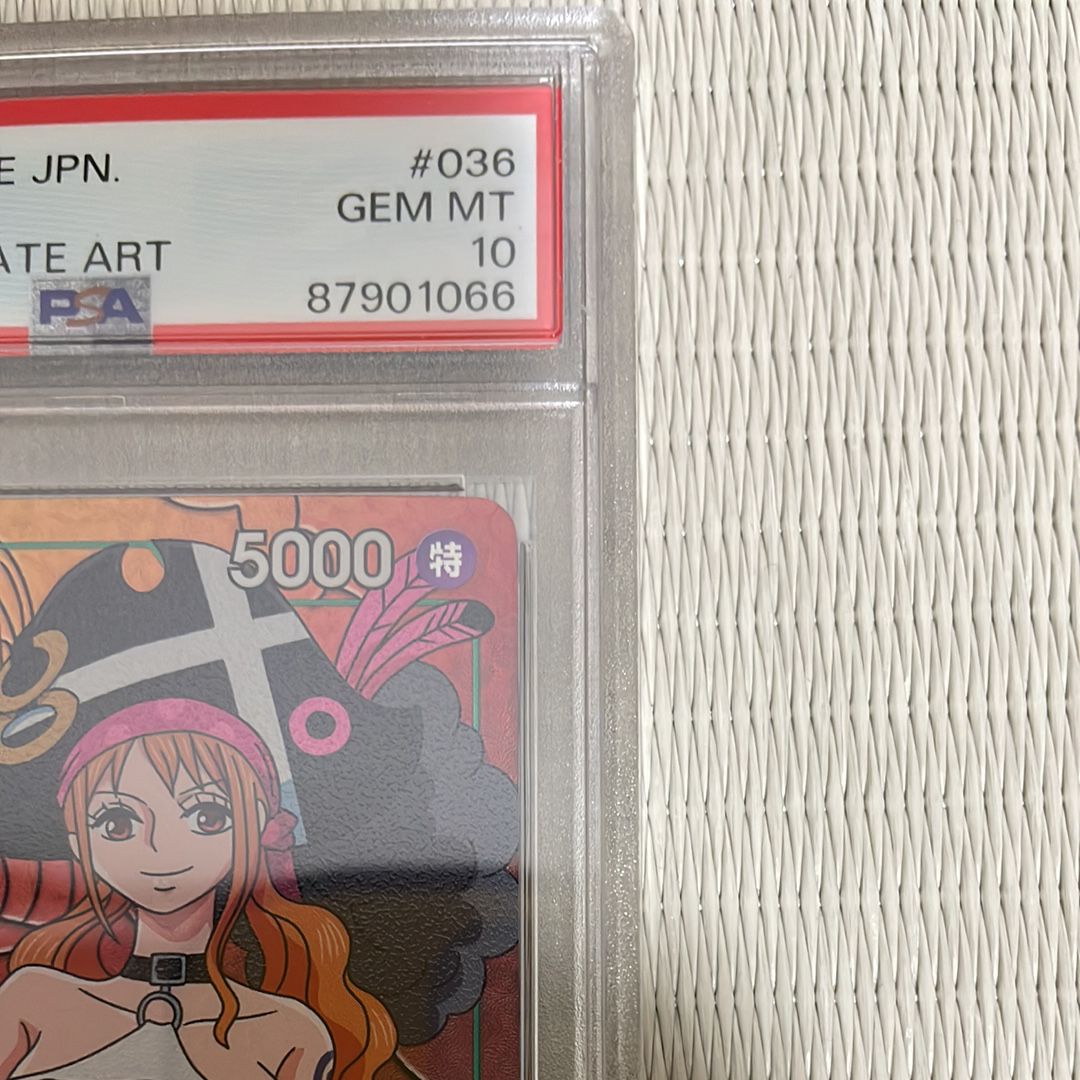 E JPN.
#036
GEM MT
ATE ART
10
PSA
87901066
5000
特